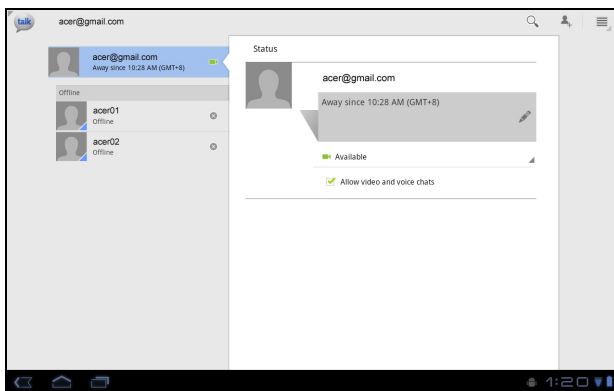 talk
acer@gmail.com
acer@gmail.com
Away since 10:28 AM (GMT+8)
Offline
acer01
Offline
acer02
Offline
Status
acer@gmail.com
Away since 10:28 AM (GMT+8)
Available
Allow video and voice chats
1:20